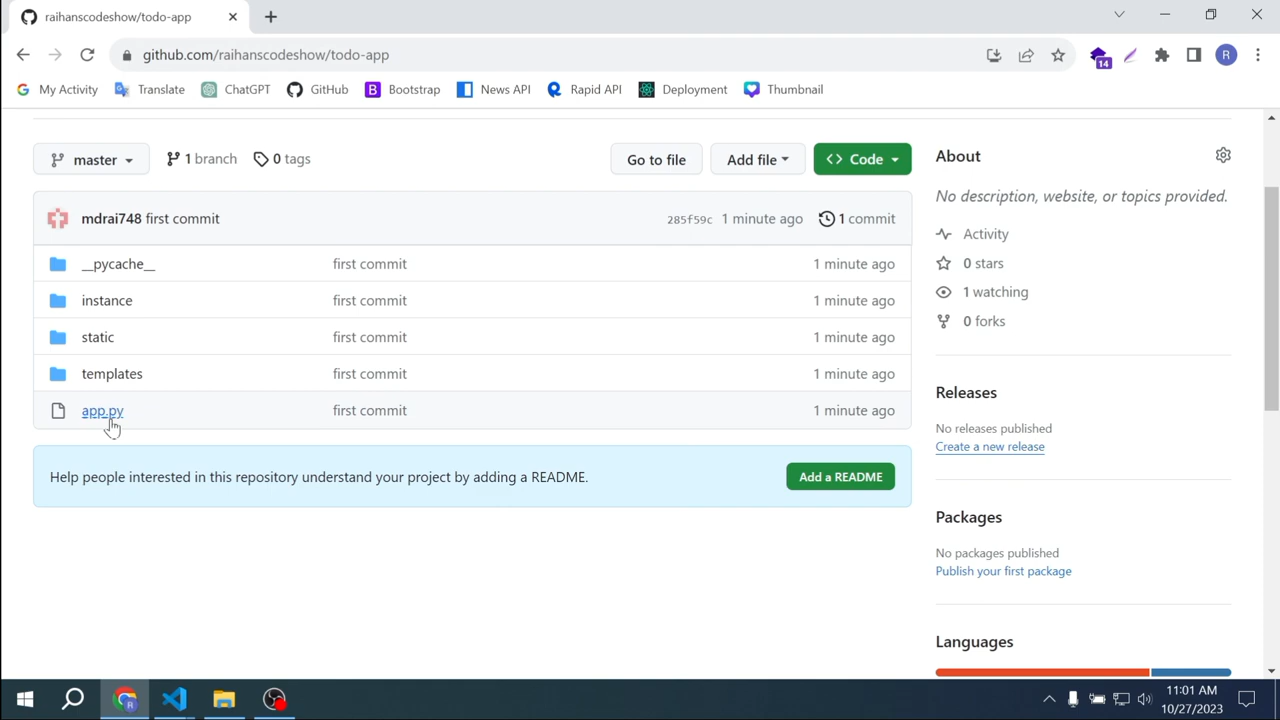 raihanscodeshow/todo-app
github.com/raihanscodeshow/todo-app
14
R
My Activity
Translate
ChatGPT
GitHub
Bootstrap
News API
Rapid API
Deployment
Thumbnail
master
1 branch
0 tags
Go to file
Add file
Code
mdrai748 first commit
285f59c 1 minute ago
1 commit
__pycache__ first commit 1 minute ago
instance first commit 1 minute ago
static first commit 1 minute ago
templates first commit 1 minute ago
app.py first commit 1 minute ago
Help people interested in this repository understand your project by adding a README.
Add a README
About
No description, website, or topics provided.
Activity
0 stars
1 watching
0 forks
Releases
No releases published
Create a new release
Packages
No packages published
Publish your first package
Languages
R
11:01 AM
10/27/2023